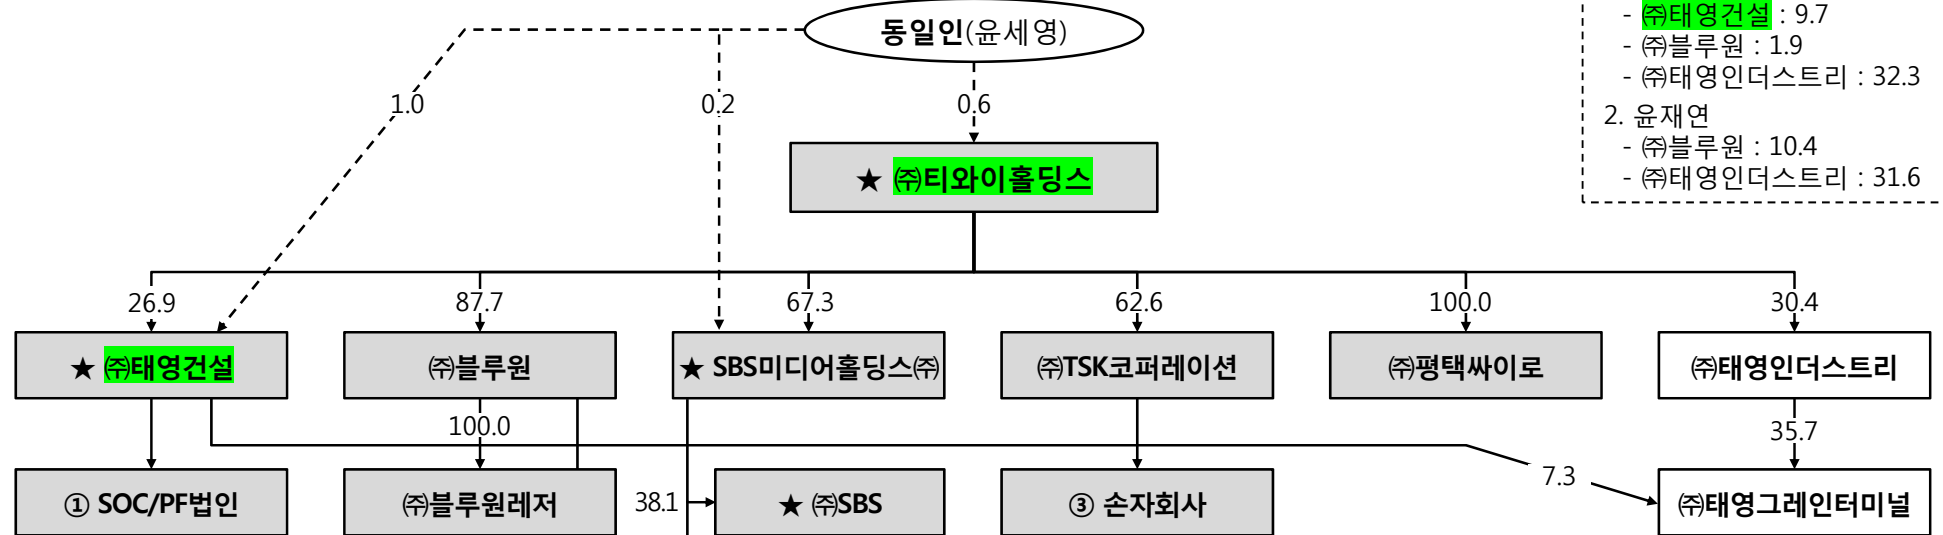 동일인(윤세영)
- ㈜태영건설 : 9.7
- ㈜블루원 : 1.9
- ㈜태영인더스트리 : 32.3
2. 윤재연
- ㈜블루원 : 10.4
- ㈜태영인더스트리 : 31.6
1.0
0.2
0.6
★ ㈜티와이홀딩스
26.9
87.7
67.3
62.6
100.0
30.4
★ ㈜태영건설
㈜블루원
★ SBS미디어홀딩스㈜
㈜TSK코퍼레이션
㈜평택싸이로
㈜태영인더스트리
100.0
35.7
7.3
① SOC/PF법인
㈜블루원레저
38.1
★ ㈜SBS
③ 손자회사
㈜태영그레인터미널